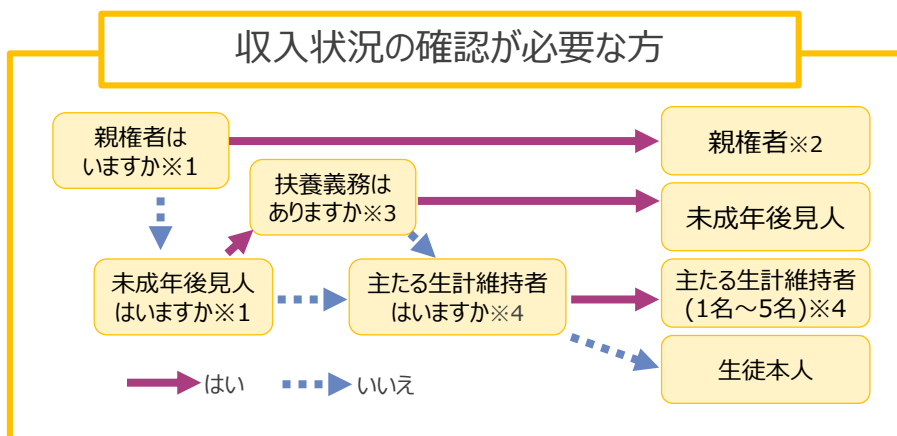 収入状況の確認が必要な方
親権者は
いますか※1
親権者※2
扶養義務は
ありますか※3
未成年後見人
未成年後見人
はいますか※1
主たる生計維持者
はいますか※4
主たる生計維持者
(1名～5名)※4
生徒本人
はい
いいえ